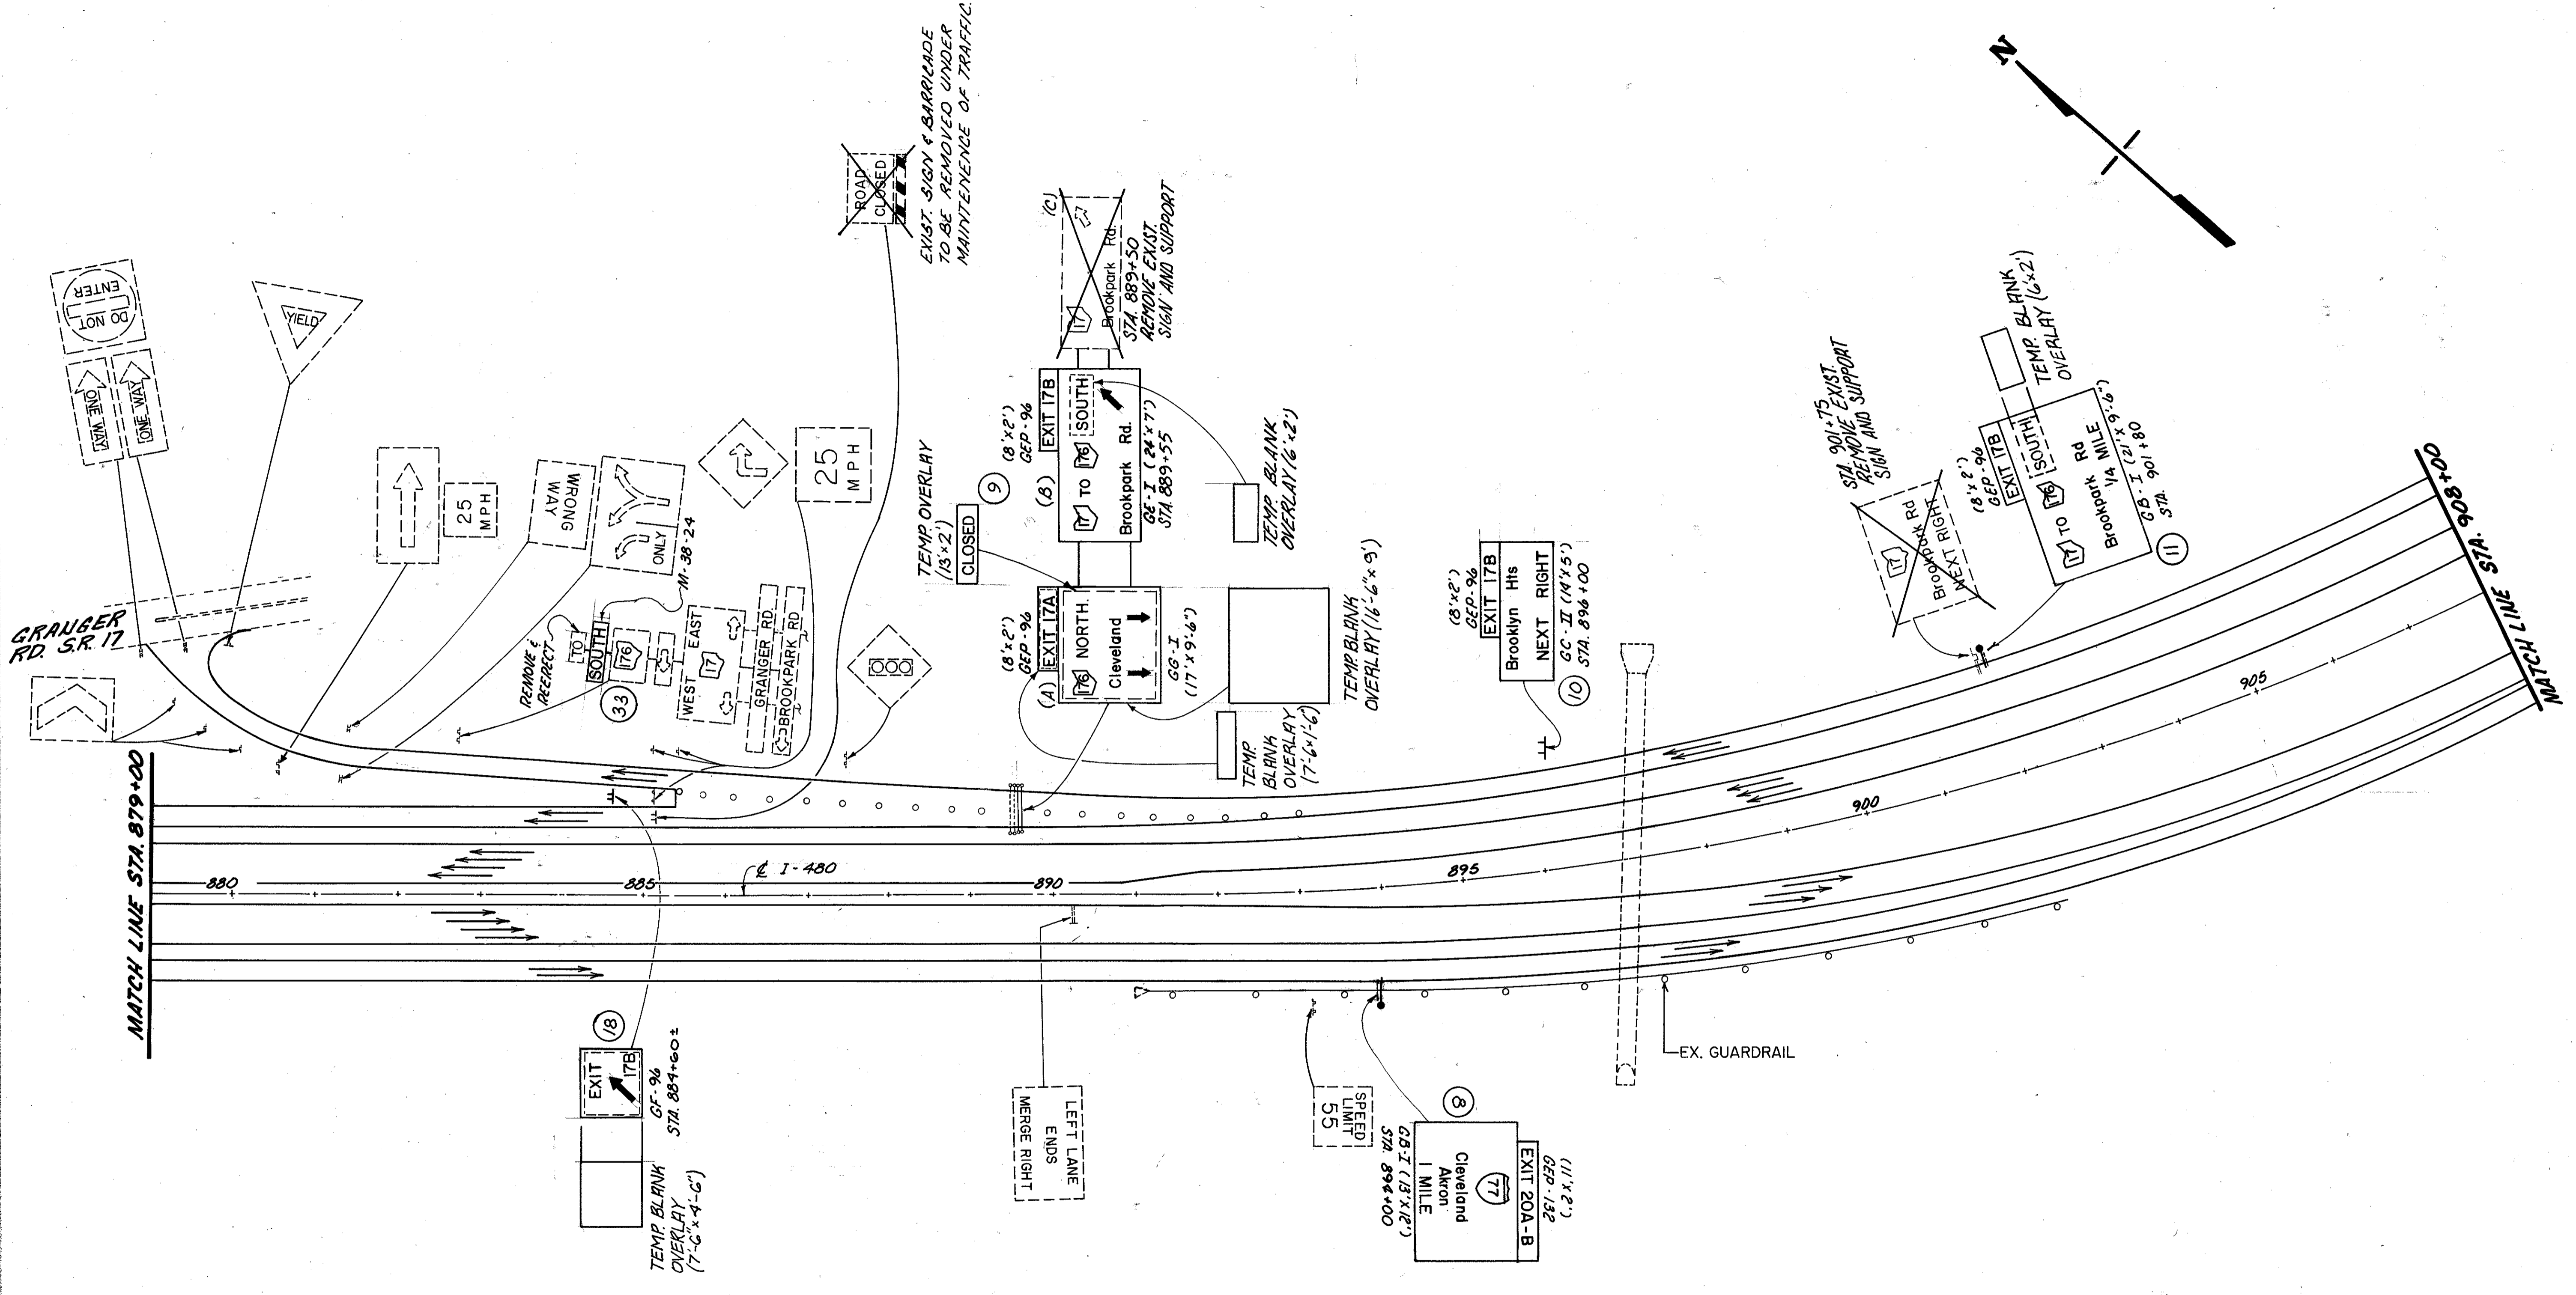 GRANGER
RD. S.R. 17
MATCH LINE STA. 879+00
DO NOT
ENTER
ONE WAY
ONE WAY
YIELD
25
MPH
WRONG
WAY
ONLY
REMOVE &
REERECT
TO
SOUTH
M-38-24
176
33
WEST
EAST
17
GRANGER RD.
BROOKPARK RD
25
MPH
ROAD
CLOSED
EXIST. SIGN & BARRICADE
TO BE REMOVED UNDER
MAINTENENCE OF TRAFFIC.
TEMP. OVERLAY
(13'x2')
CLOSED
9
(A)
(8'x2')
GEP-96
EXIT 17A
176 NORTH
Cleveland
GG-I
(17'x9'-6")
(B)
(8'x2')
GEP-96
EXIT 17B
17 TO 176 SOUTH
Brookpark Rd.
GE-I (24'x7')
STA. 889+55
(C)
17
Brookpark Rd.
STA. 889+50
REMOVE EXIST.
SIGN AND SUPPORT
TEMP. BLANK
OVERLAY (6'x2')
TEMP. BLANK
OVERLAY (16'-6"x9')
TEMP.
BLANK
OVERLAY
(7'-6x1'-6")
(8'x2')
GEP-96
EXIT 17B
Brooklyn Hts
NEXT RIGHT
GC-II (14'x5')
STA. 896+00
10
STA. 901+75
REMOVE EXIST.
SIGN AND SUPPORT
17
Brookpark Rd
NEXT RIGHT
(8'x2')
GEP-96
EXIT 17B
17 TO 176 SOUTH
Brookpark Rd
1/4 MILE
GB-I (21'x9'-6")
STA. 901+80
11
TEMP. BLANK
OVERLAY (6'x2')
N
MATCH LINE STA. 908+00
880
885
890
895
900
905
℄ I-480
18
EXIT
17B
GF-96
STA. 884+60±
TEMP. BLANK
OVERLAY
(7'-6"x4'-6")
LEFT LANE
ENDS
MERGE RIGHT
SPEED
LIMIT
55
8
(11'x2')
GEP-132
EXIT 20A-B
77
Cleveland
Akron
1 MILE
GB-I (13'x12')
STA. 894+00
EX. GUARDRAIL